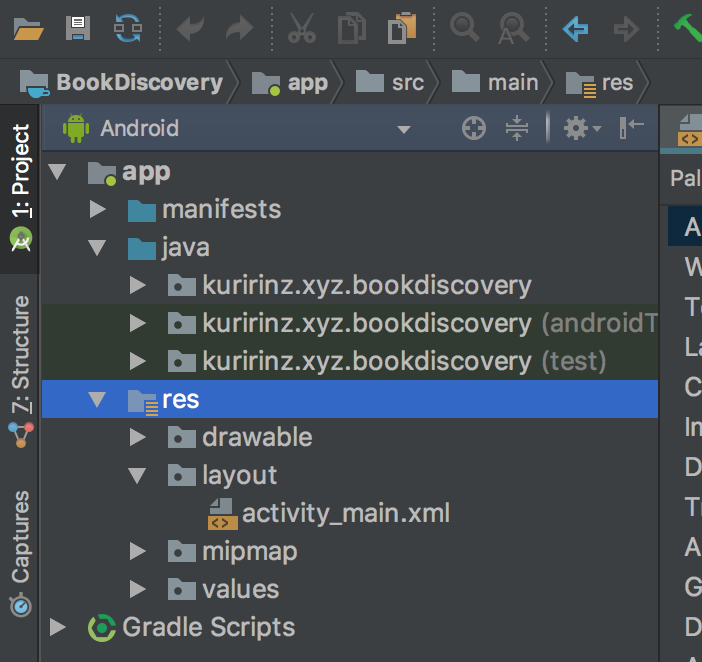 BookDiscovery app src main res
Android
1: Project
7: Structure
Captures
app
manifests
java
kuririnz.xyz.bookdiscovery
kuririnz.xyz.bookdiscovery (androidT
kuririnz.xyz.bookdiscovery (test)
res
drawable
layout
activity_main.xml
mipmap
values
Gradle Scripts
Pal
A
W
Te
La
C
Im
D
Tr
A
G
D